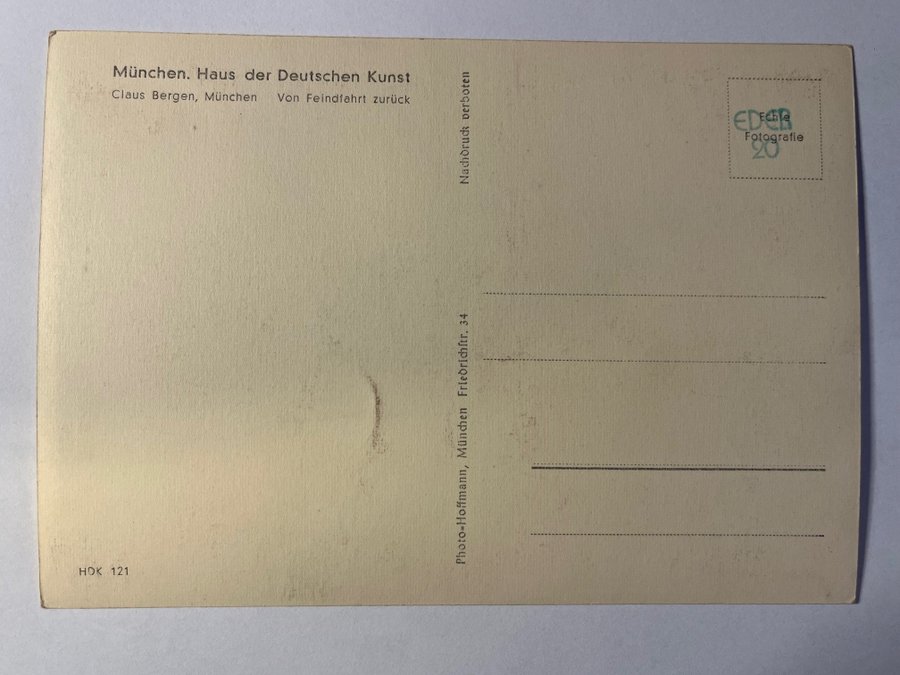 München. Haus der Deutschen Kunst
Claus Bergen, München Von Feindfahrt zurück
HDK 121
Nachdruck verboten
Photo-Hoffmann, München Friedrichstr. 34
Echte
Fotografie
EDER
20